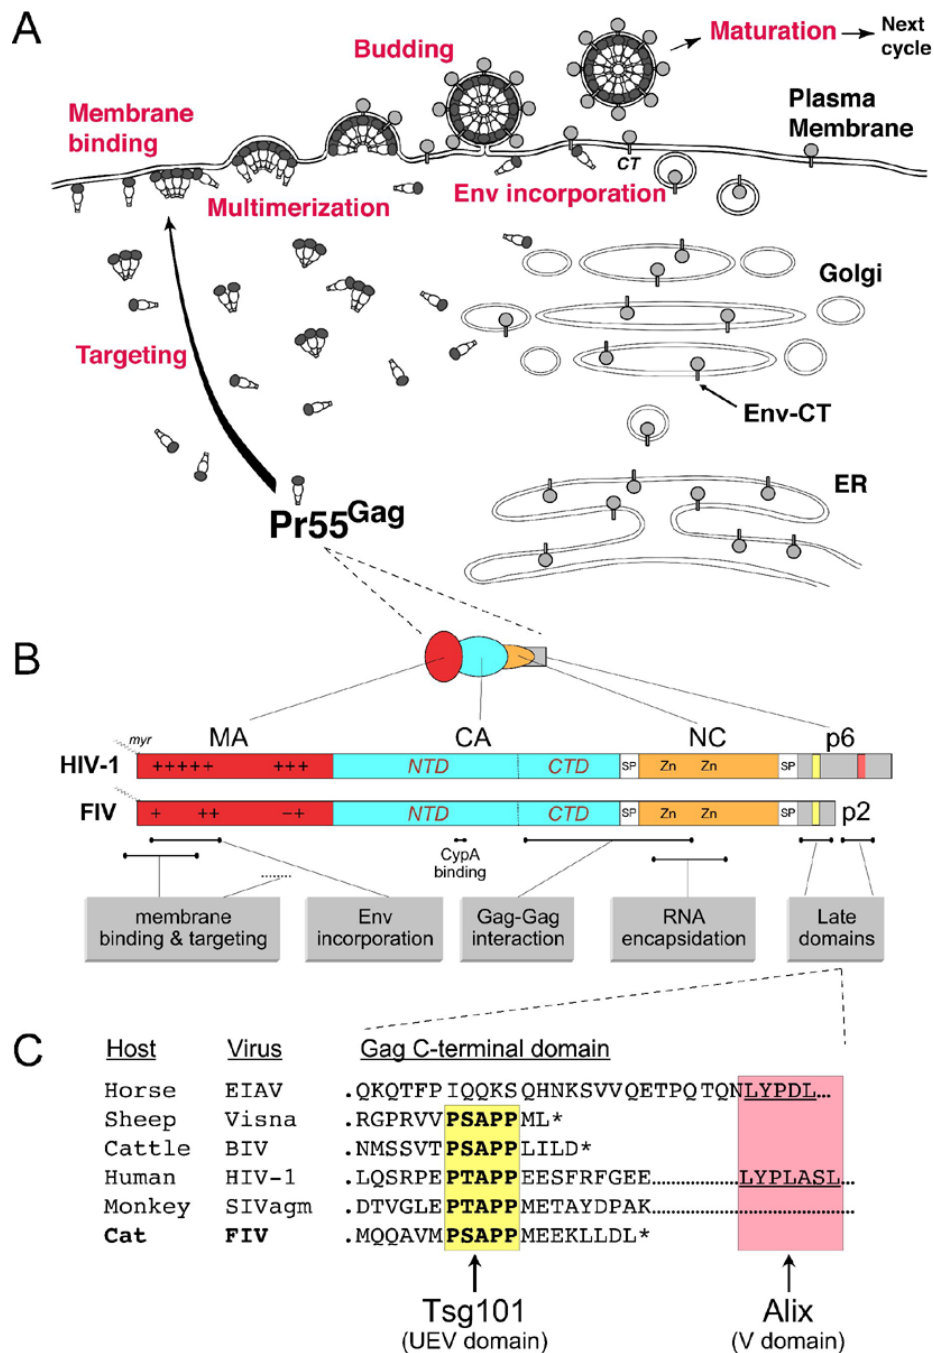 A
Budding
Maturation
Next
cycle
Membrane
binding
Plasma
Membrane
CT
Multimerization
Env incorporation
Golgi
Targeting
Env-CT
ER
Pr55Gag
B
myr
MA
CA
NC
p6
HIV-1
+++++
+++
NTD
CTD
SP
Zn
Zn
SP
FIV
+
++
−+
NTD
CTD
SP
Zn
Zn
SP
p2
CypA
binding
membrane
binding & targeting
Env
incorporation
Gag-Gag
interaction
RNA
encapsidation
Late
domains
C
Host Virus Gag C-terminal domain
Horse EIAV .QKQTFPIQQKSQHNKSVVQETPQTQNLYPDL...
Sheep Visna .RGPRVVPSAPPML*
Cattle BIV .NMSSVTPSAPPLILD*
Human HIV-1 .LQSRPEPTAPPEESFRFGEE..............LYPLASL...
Monkey SIVagm .DTVGLEPTAPPMETAYDPAK................................
Cat FIV .MQQAVMPSAPPMEEKLLDL*
Tsg101
(UEV domain)
Alix
(V domain)